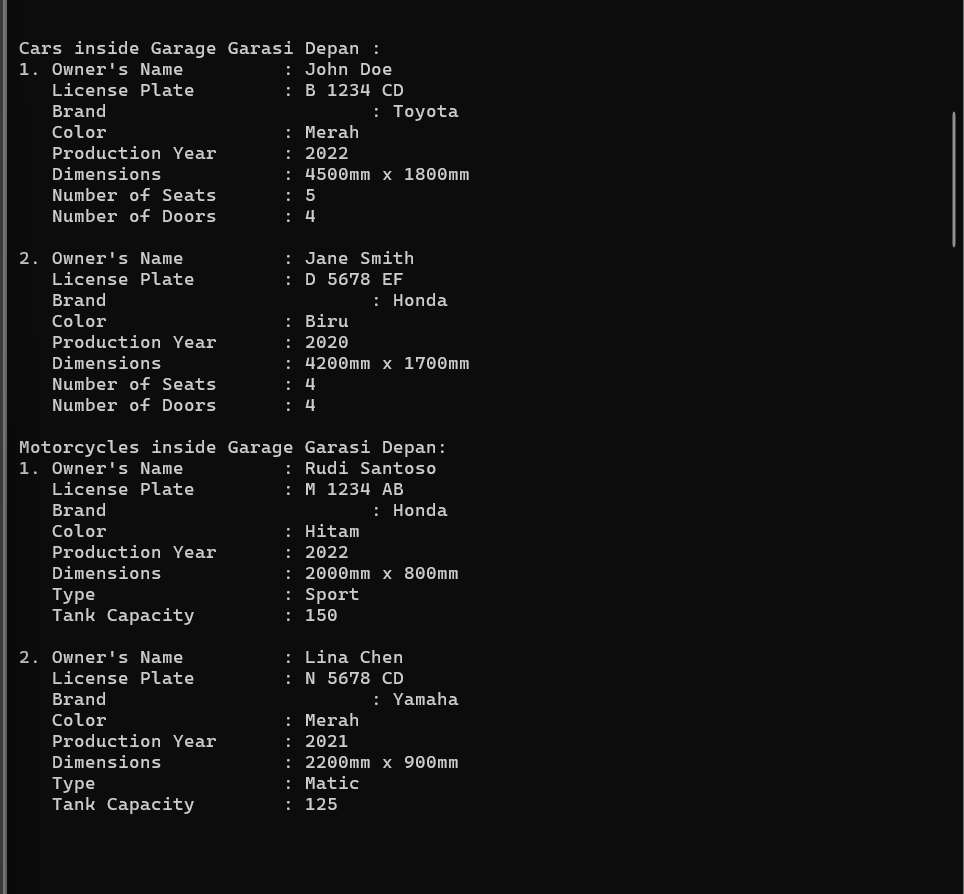 Cars inside Garage Garasi Depan :
1. Owner's Name         : John Doe
   License Plate        : B 1234 CD
   Brand                        : Toyota
   Color                : Merah
   Production Year      : 2022
   Dimensions           : 4500mm x 1800mm
   Number of Seats      : 5
   Number of Doors      : 4

2. Owner's Name         : Jane Smith
   License Plate        : D 5678 EF
   Brand                        : Honda
   Color                : Biru
   Production Year      : 2020
   Dimensions           : 4200mm x 1700mm
   Number of Seats      : 4
   Number of Doors      : 4

Motorcycles inside Garage Garasi Depan:
1. Owner's Name         : Rudi Santoso
   License Plate        : M 1234 AB
   Brand                        : Honda
   Color                : Hitam
   Production Year      : 2022
   Dimensions           : 2000mm x 800mm
   Type                 : Sport
   Tank Capacity        : 150

2. Owner's Name         : Lina Chen
   License Plate        : N 5678 CD
   Brand                        : Yamaha
   Color                : Merah
   Production Year      : 2021
   Dimensions           : 2200mm x 900mm
   Type                 : Matic
   Tank Capacity        : 125